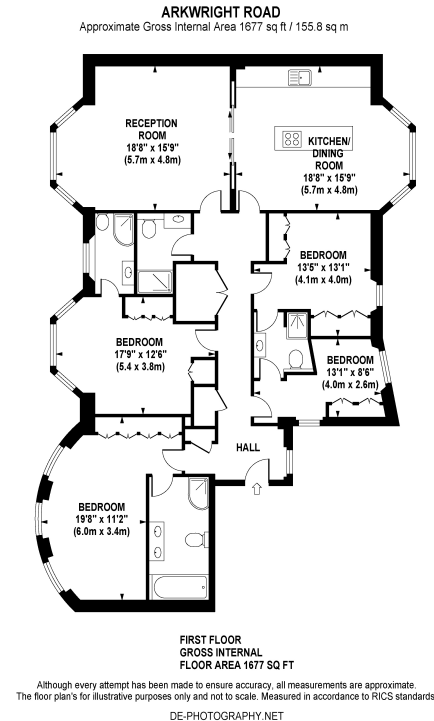 ARKWRIGHT ROAD
Approximate Gross Internal Area 1677 sq ft / 155.8 sq m
RECEPTION
ROOM
18'8" x 15'9"
(5.7m x 4.8m)
KITCHEN/
DINING
ROOM
18'8" x 15'9"
(5.7m x 4.8m)
BEDROOM
13'5" x 13'1"
(4.1m x 4.0m)
BEDROOM
17'9" x 12'6"
(5.4 x 3.8m)
BEDROOM
13'1" x 8'6"
(4.0m x 2.6m)
HALL
BEDROOM
19'8" x 11'2"
(6.0m x 3.4m)
FIRST FLOOR
GROSS INTERNAL
FLOOR AREA 1677 SQ FT
Although every attempt has been made to ensure accuracy, all measurements are approximate.
The floor plan's for illustrative purposes only and not to scale. Measured in accordance to RICS standards
DE-PHOTOGRAPHY.NET